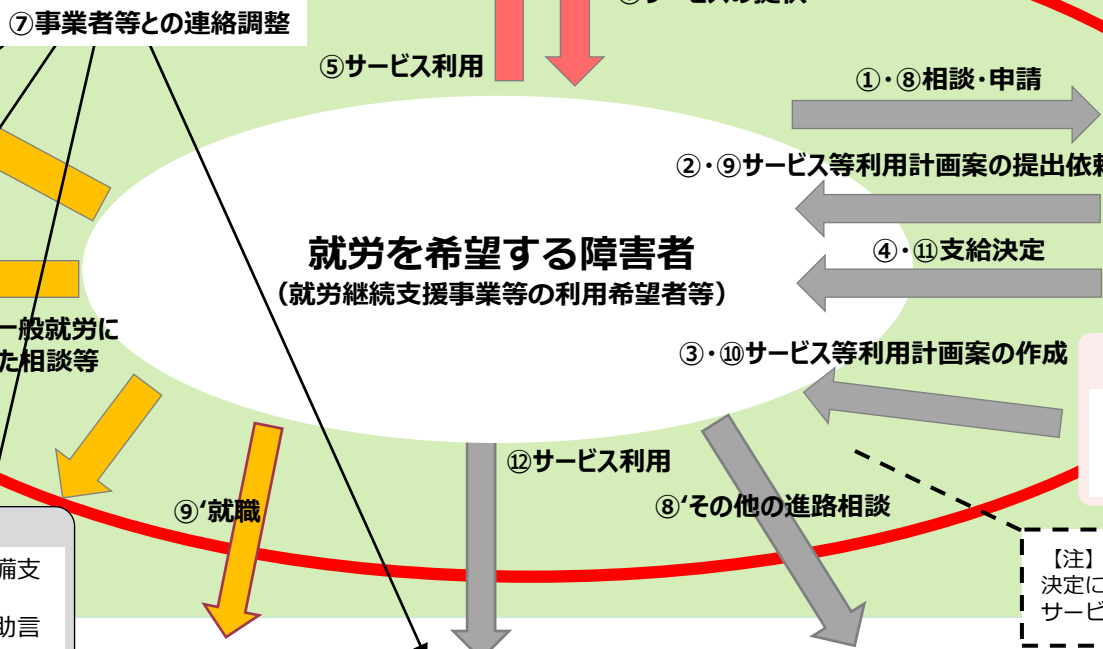 ⑦事業者等との連絡調整
⑤サービス利用
①・⑧相談・申請
②・⑨サービス等利用計画案の提出依頼
就労を希望する障害者
（就労継続支援事業等の利用希望者等）
④・⑪支給決定
一般就労に
た相談等
③・⑩サービス等利用計画案の作成
⑫サービス利用
⑨‘就職
⑧‘その他の進路相談
備支
助言
【注】
決定に
サービ